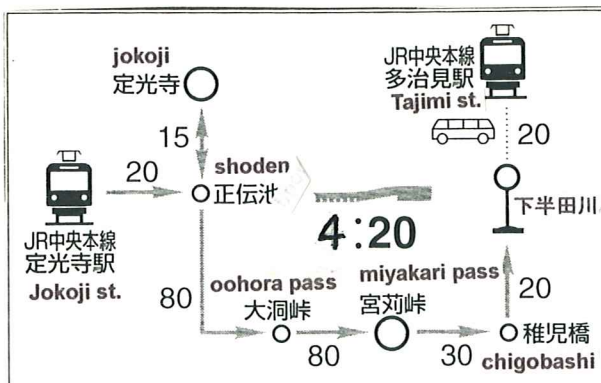 jokoji
定光寺
JR中央本線
多治見駅
Tajimi st.
15
20
20
shoden
正伝池
4:20
下半田川
JR中央本線
定光寺駅
Jokoji st.
80
oohora pass
大洞峠
miyakari pass
宮苅峠
20
80
30
稚児橋
chigobashi